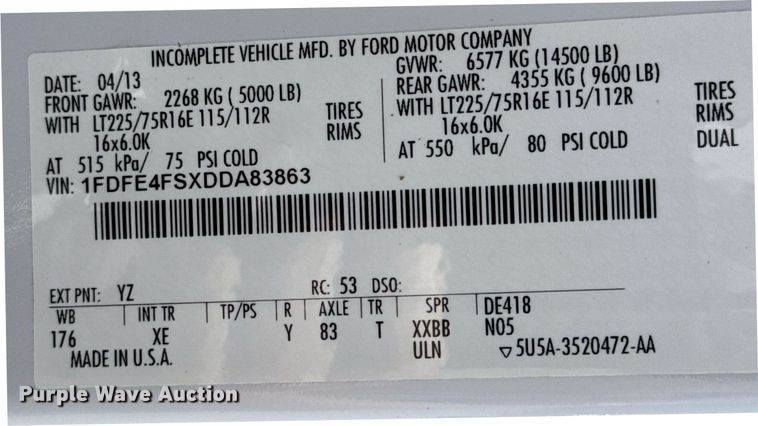 INCOMPLETE VEHICLE MFD. BY FORD MOTOR COMPANY
DATE: 04/13 GVWR: 6577 KG (14500 LB)
FRONT GAWR: 2268 KG ( 5000 LB) REAR GAWR: 4355 KG ( 9600 LB)
WITH LT225/75R16E 115/112R TIRES WITH LT225/75R16E 115/112R TIRES
16x6.0K RIMS 16x6.0K RIMS
AT 515 kPa/ 75 PSI COLD AT 550 kPa/ 80 PSI COLD DUAL
VIN: 1FDFE4FSXDDA83863
EXT PNT: YZ RC: 53 DSO:
WB INT TR TP/PS R AXLE TR SPR DE418
176 XE Y 83 T XXBB N05
MADE IN U.S.A. ULN ▽5U5A-3520472-AA
Purple Wave Auction